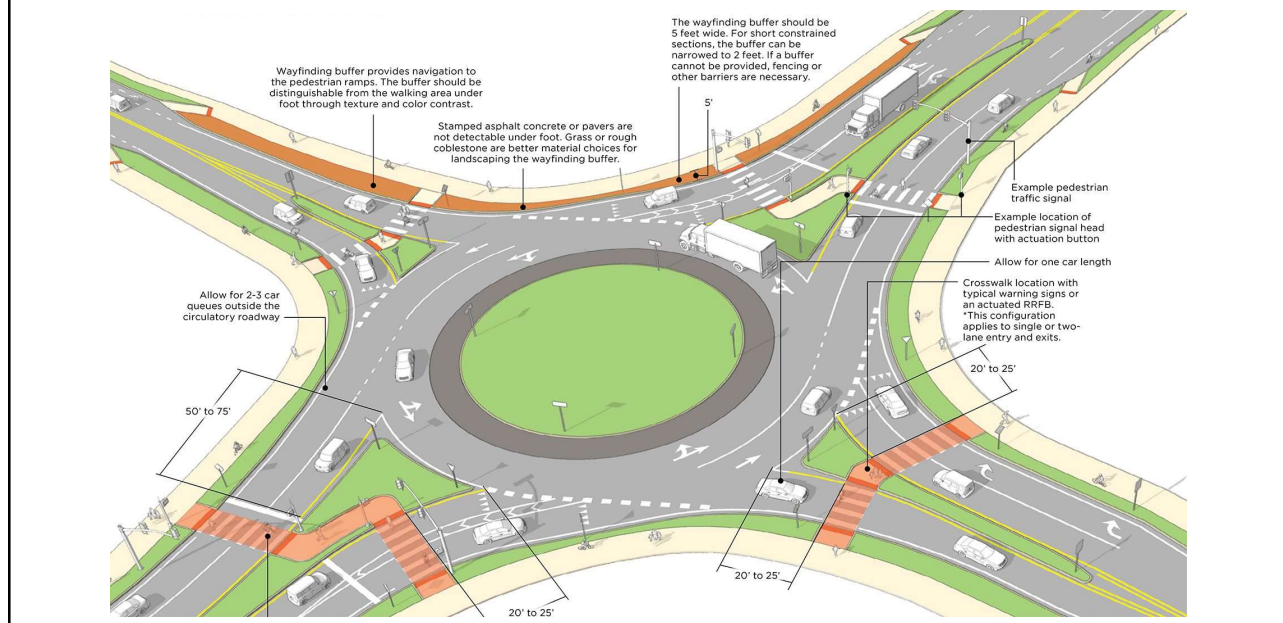 The wayfinding buffer should be
5 feet wide. For short constrained
sections, the buffer can be
narrowed to 2 feet. If a buffer
cannot be provided, fencing or
other barriers are necessary.
Wayfinding buffer provides navigation to
the pedestrian ramps. The buffer should be
distinguishable from the walking area under
foot through texture and color contrast.
5'
Stamped asphalt concrete or pavers are
not detectable under foot. Grass or rough
coblestone are better material choices for
landscaping the wayfinding buffer.
Example pedestrian
traffic signal
Example location of
pedestrian signal head
with actuation button
Allow for one car length
Allow for 2-3 car
queues outside the
circulatory roadway
Crosswalk location with
typical warning signs or
an actuated RRFB.
*This configuration
applies to single or two-
lane entry and exits.
20' to 25'
50' to 75'
20' to 25'
20' to 25'